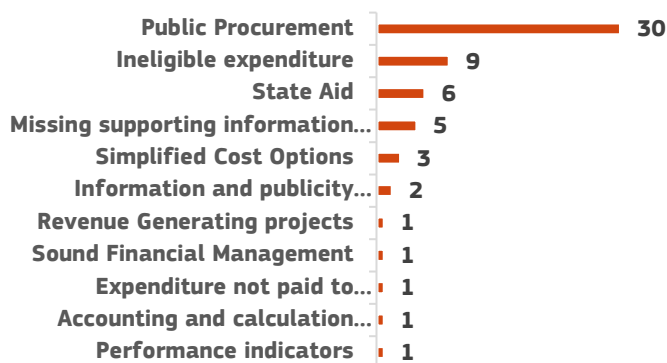 Public Procurement 30
Ineligible expenditure 9
State Aid 6
Missing supporting information... 5
Simplified Cost Options 3
Information and publicity... 2
Revenue Generating projects 1
Sound Financial Management 1
Expenditure not paid to... 1
Accounting and calculation... 1
Performance indicators 1